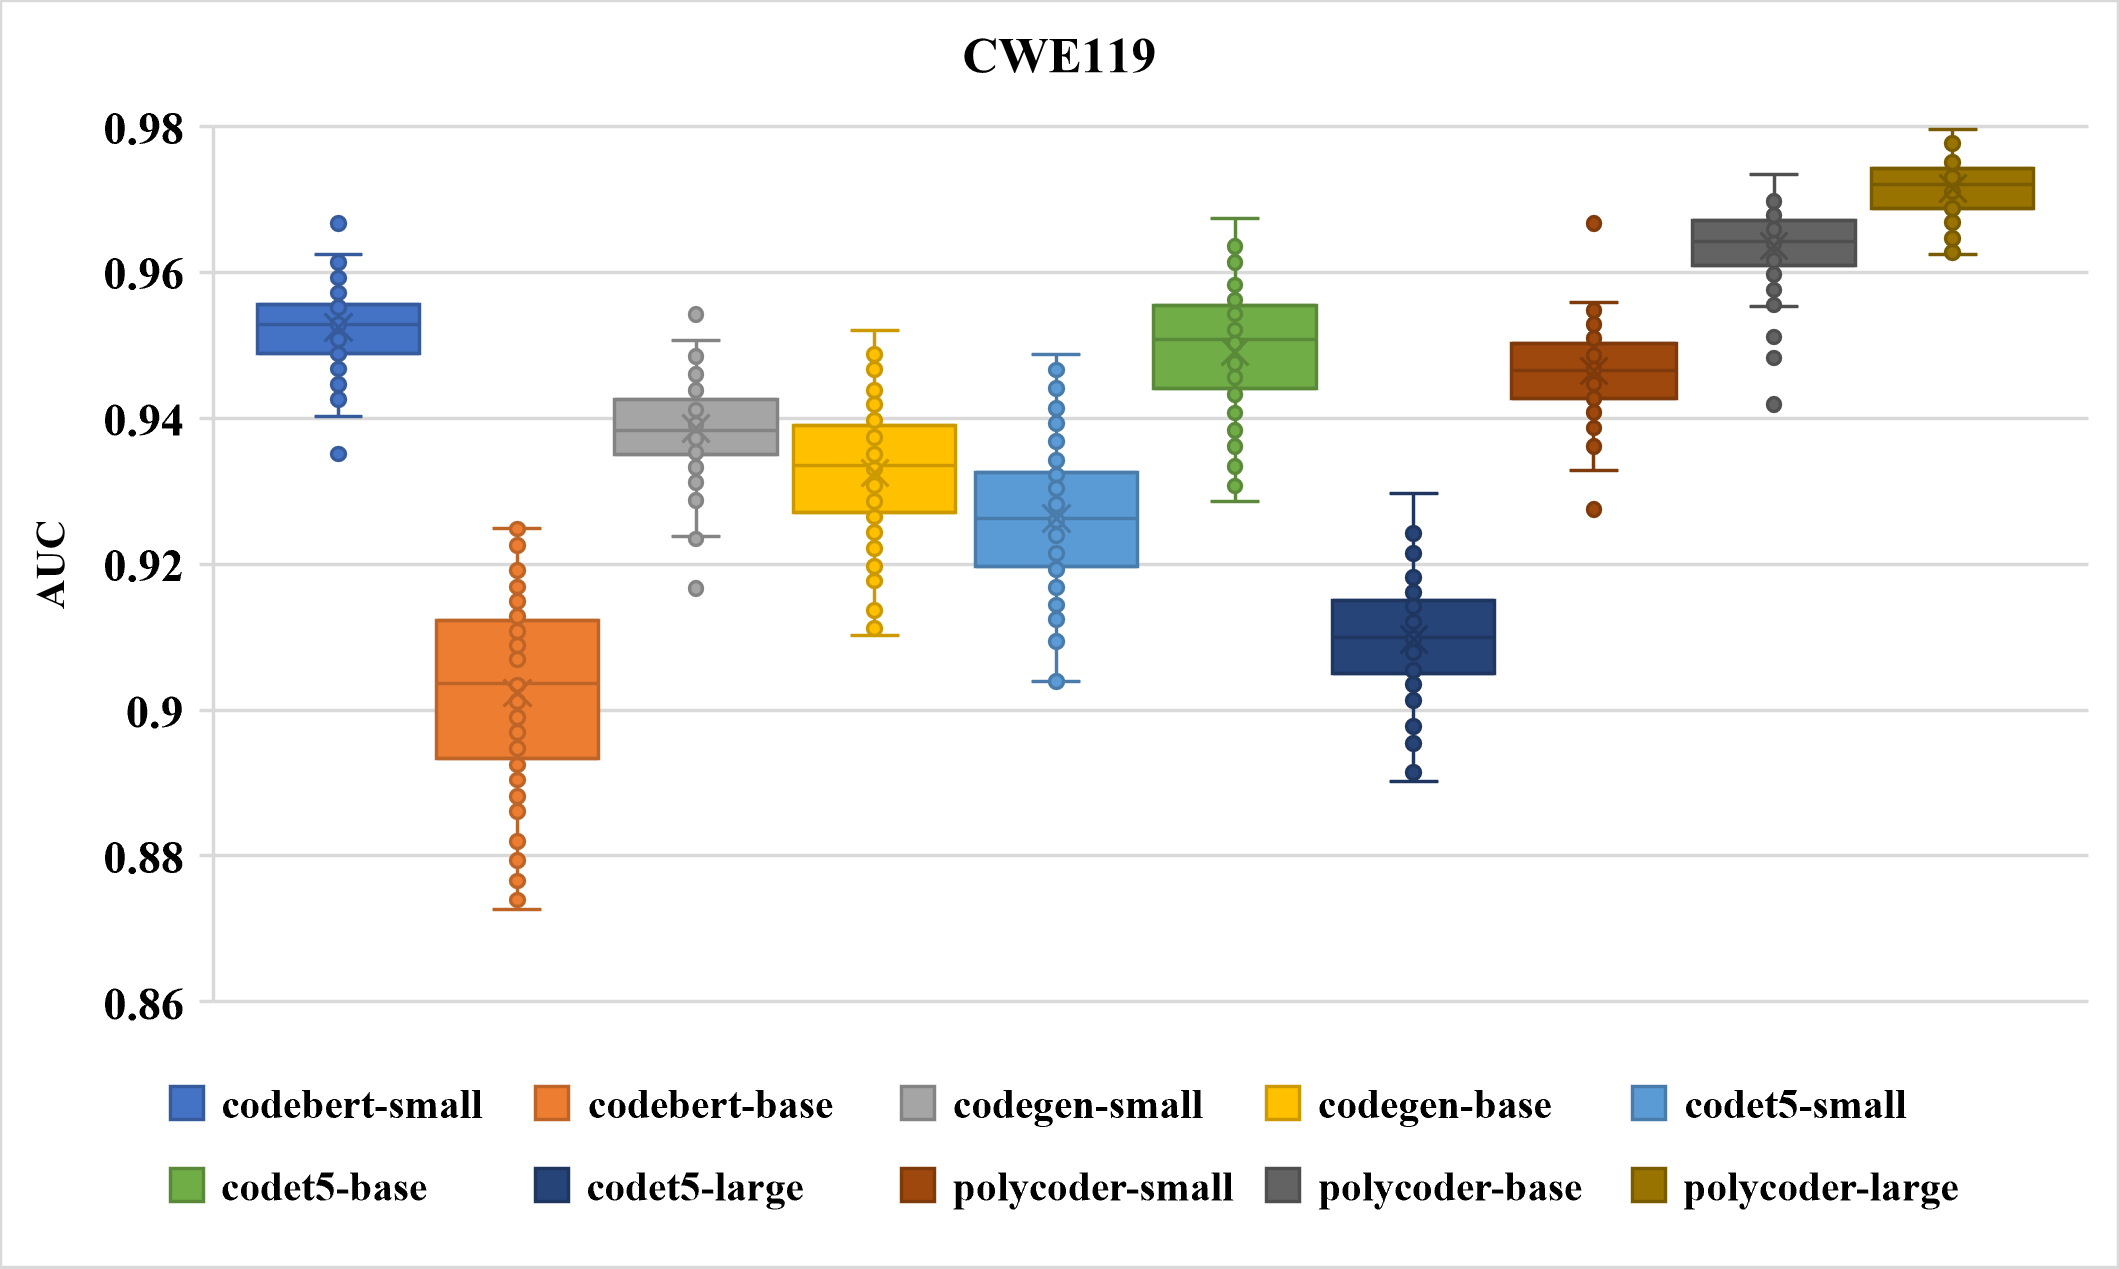 CWE119
0.98
0.96
0.94
0.92
0.9
0.88
0.86
AUC
codebert-small codebert-base codegen-small codegen-base codet5-small
codet5-base codet5-large polycoder-small polycoder-base polycoder-large